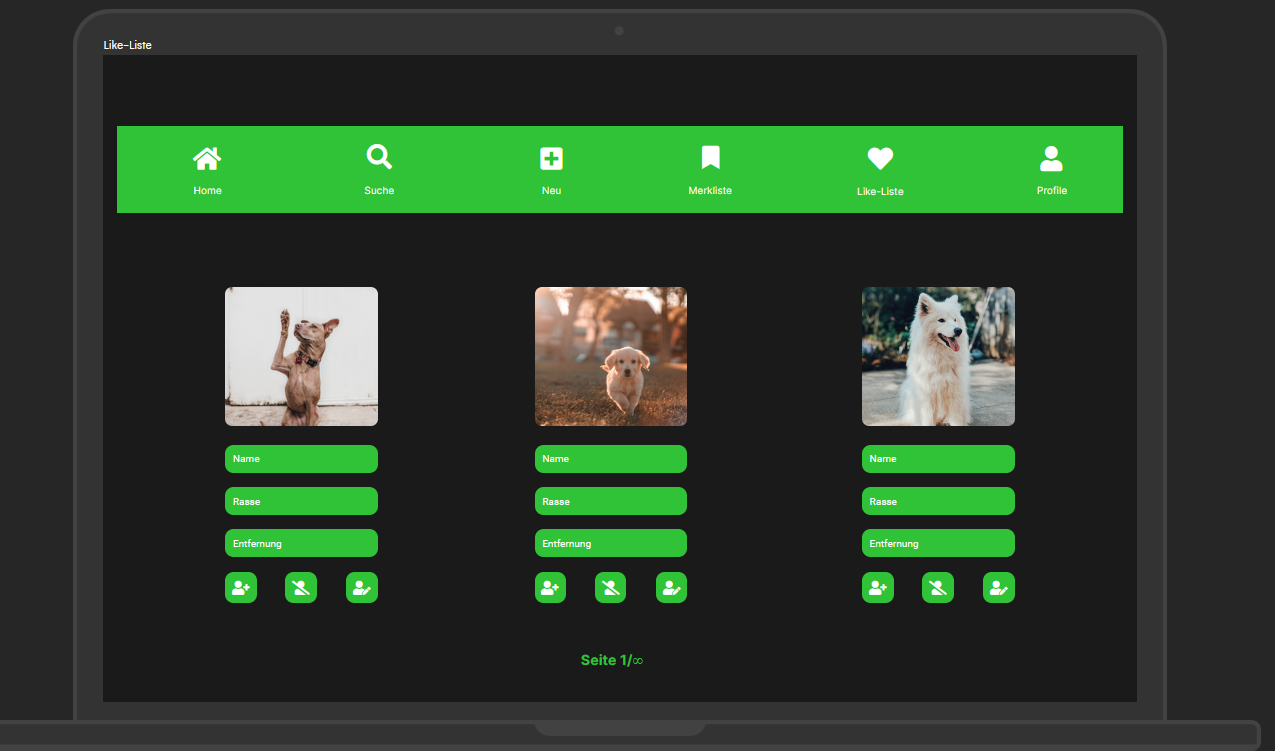 Like-Liste
Home Suche Neu Merkliste Like-Liste Profile
Name Name Name
Rasse Rasse Rasse
Entfernung Entfernung Entfernung
Seite 1/∞